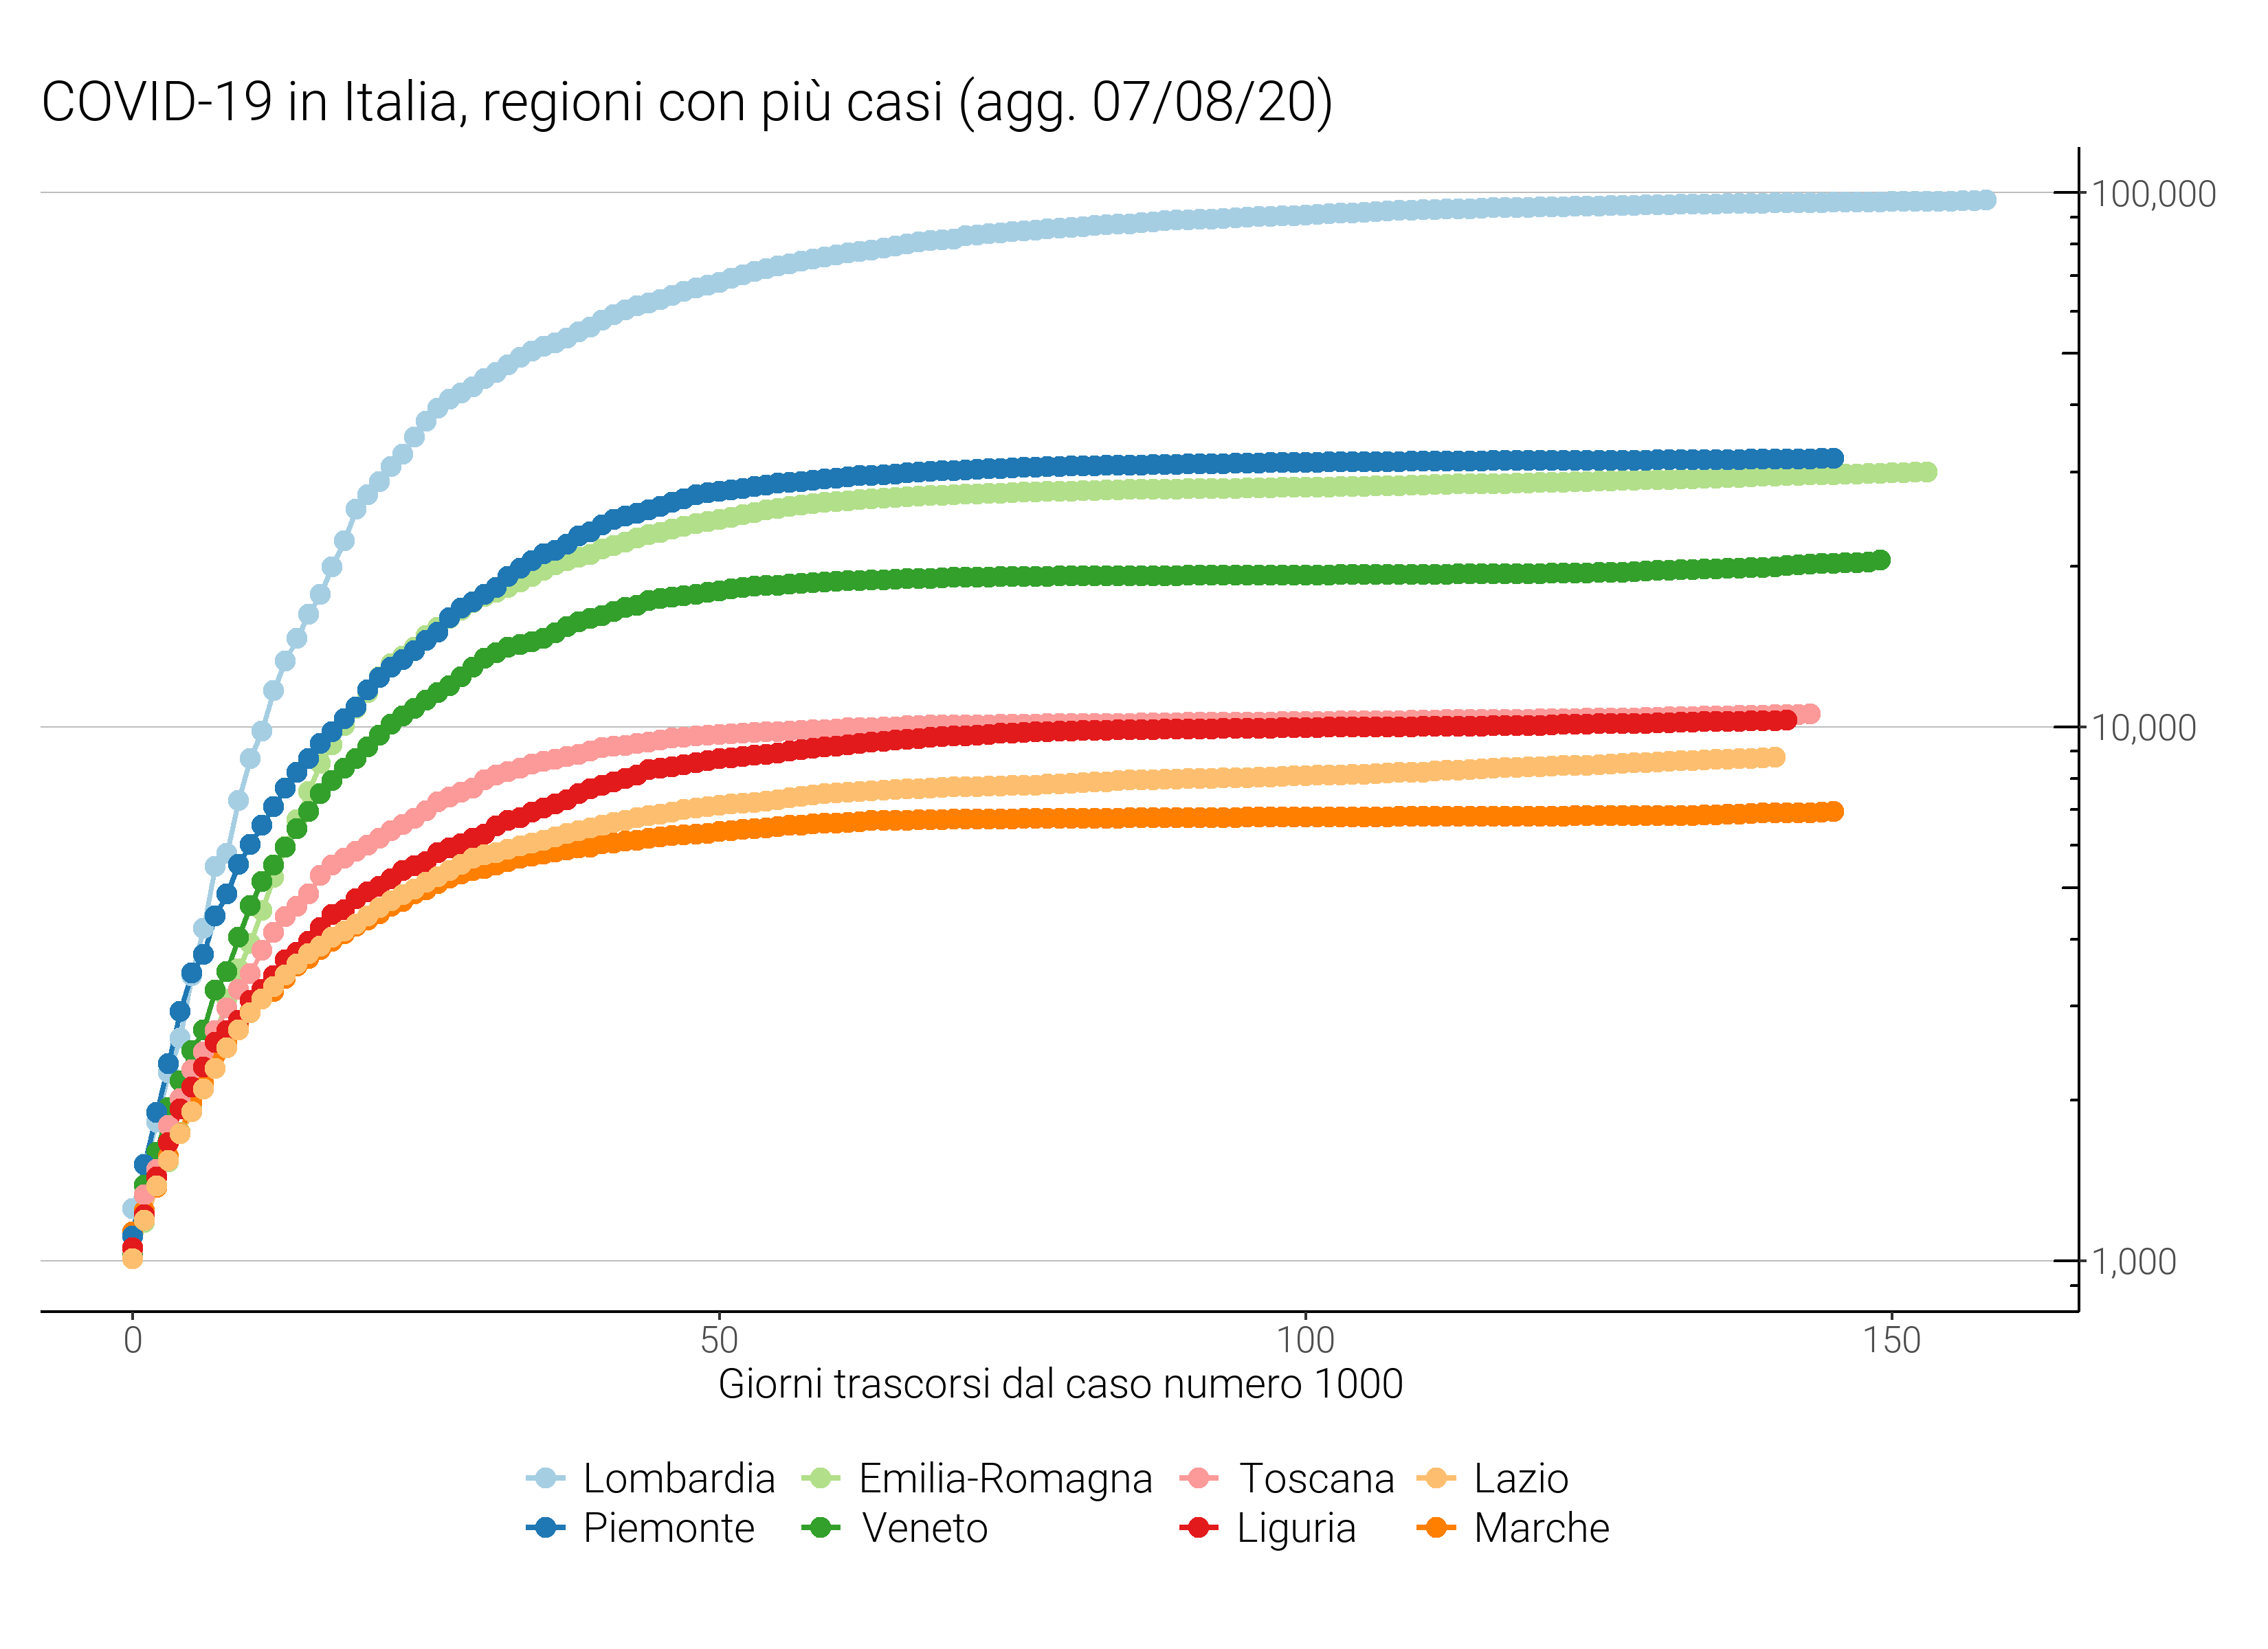 COVID-19 in Italia, regioni con più casi (agg. 07/08/20)
100,000
10,000
1,000
0 50 100 150
Giorni trascorsi dal caso numero 1000
Lombardia Emilia-Romagna Toscana Lazio
Piemonte Veneto Liguria Marche